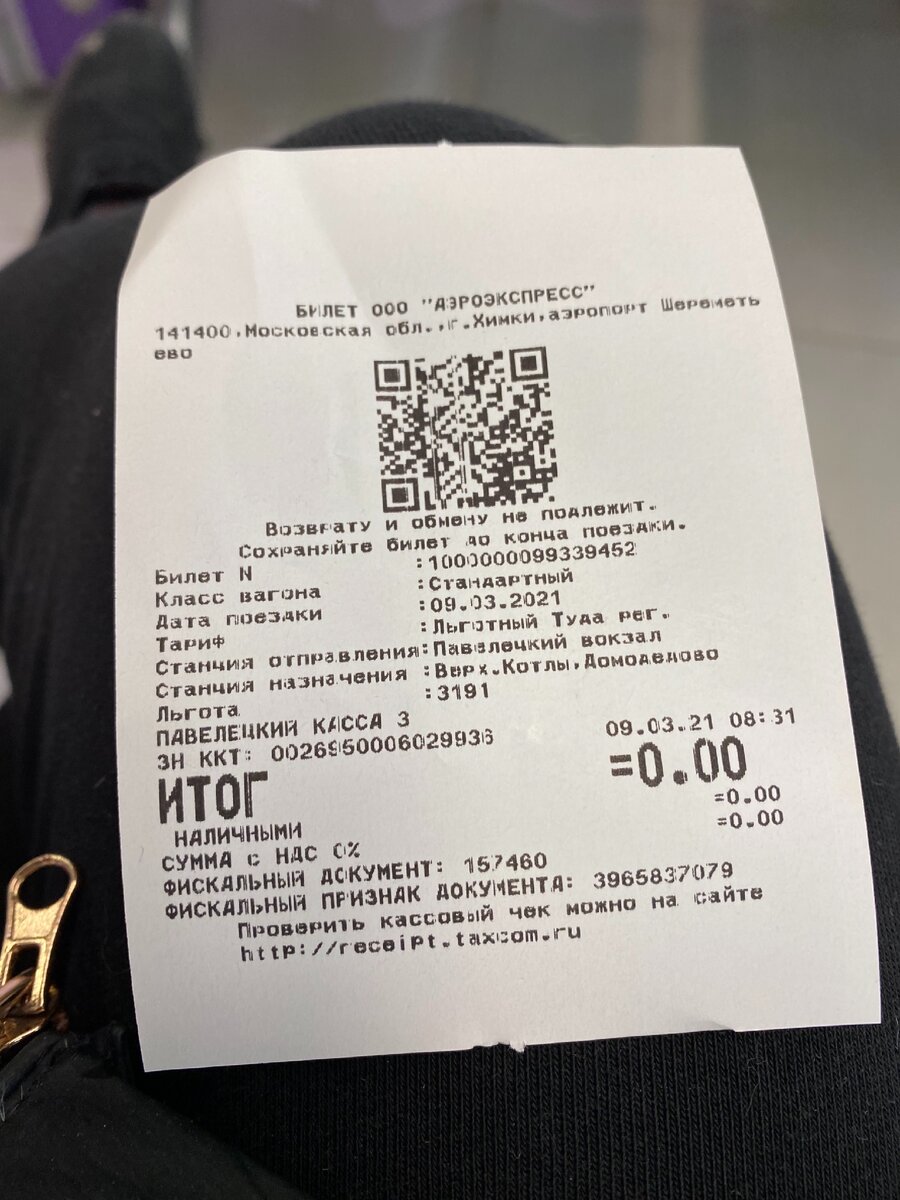 БИЛЕТ ООО "АЭРОЭКСПРЕСС"
141400,Московская обл.,г.Химки,аэропорт Шереметь
ево
Возврату и обмену не подлежит.
Сохраняйте билет до конца поездки.
Билет N :1000000099339452
Класс вагона :Стандартный
Дата поездки :09.03.2021
Тариф :Льготный Туда рег.
Станция отправления:Павелецкий вокзал
Станция назначения :Верх.Котлы,Домодедово
Льгота :3191
ПАВЕЛЕЦКИЙ КАССА 3 09.03.21 08:31
ЗН ККТ: 0026950006029936
ИТОГ =0.00
НАЛИЧНЫМИ =0.00
СУММА С НДС 0% =0.00
ФИСКАЛЬНЫЙ ДОКУМЕНТ: 157460
ФИСКАЛЬНЫЙ ПРИЗНАК ДОКУМЕНТА: 3965837079
Проверить кассовый чек можно на сайте
http://receipt.taxcom.ru